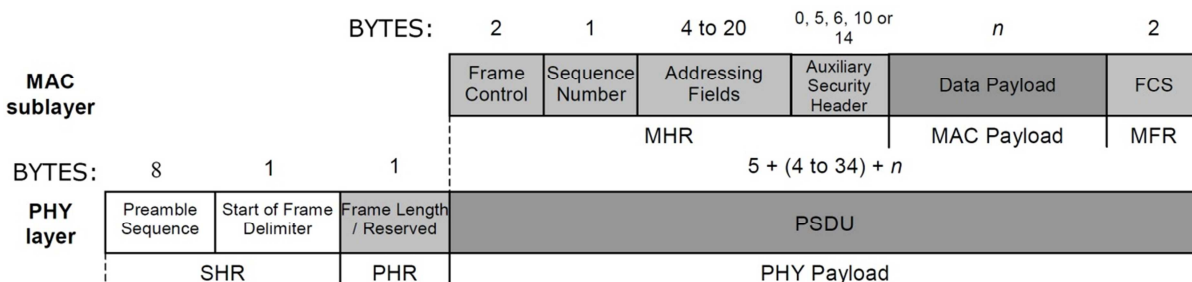 BYTES: 2 1 4 to 20 0, 5, 6, 10 or 14 n 2
MAC sublayer
Frame Control
Sequence Number
Addressing Fields
Auxiliary Security Header
Data Payload
FCS
MHR MAC Payload MFR
BYTES: 8 1 1 5 + (4 to 34) + n
PHY layer
Preamble Sequence
Start of Frame Delimiter
Frame Length / Reserved
PSDU
SHR PHR PHY Payload